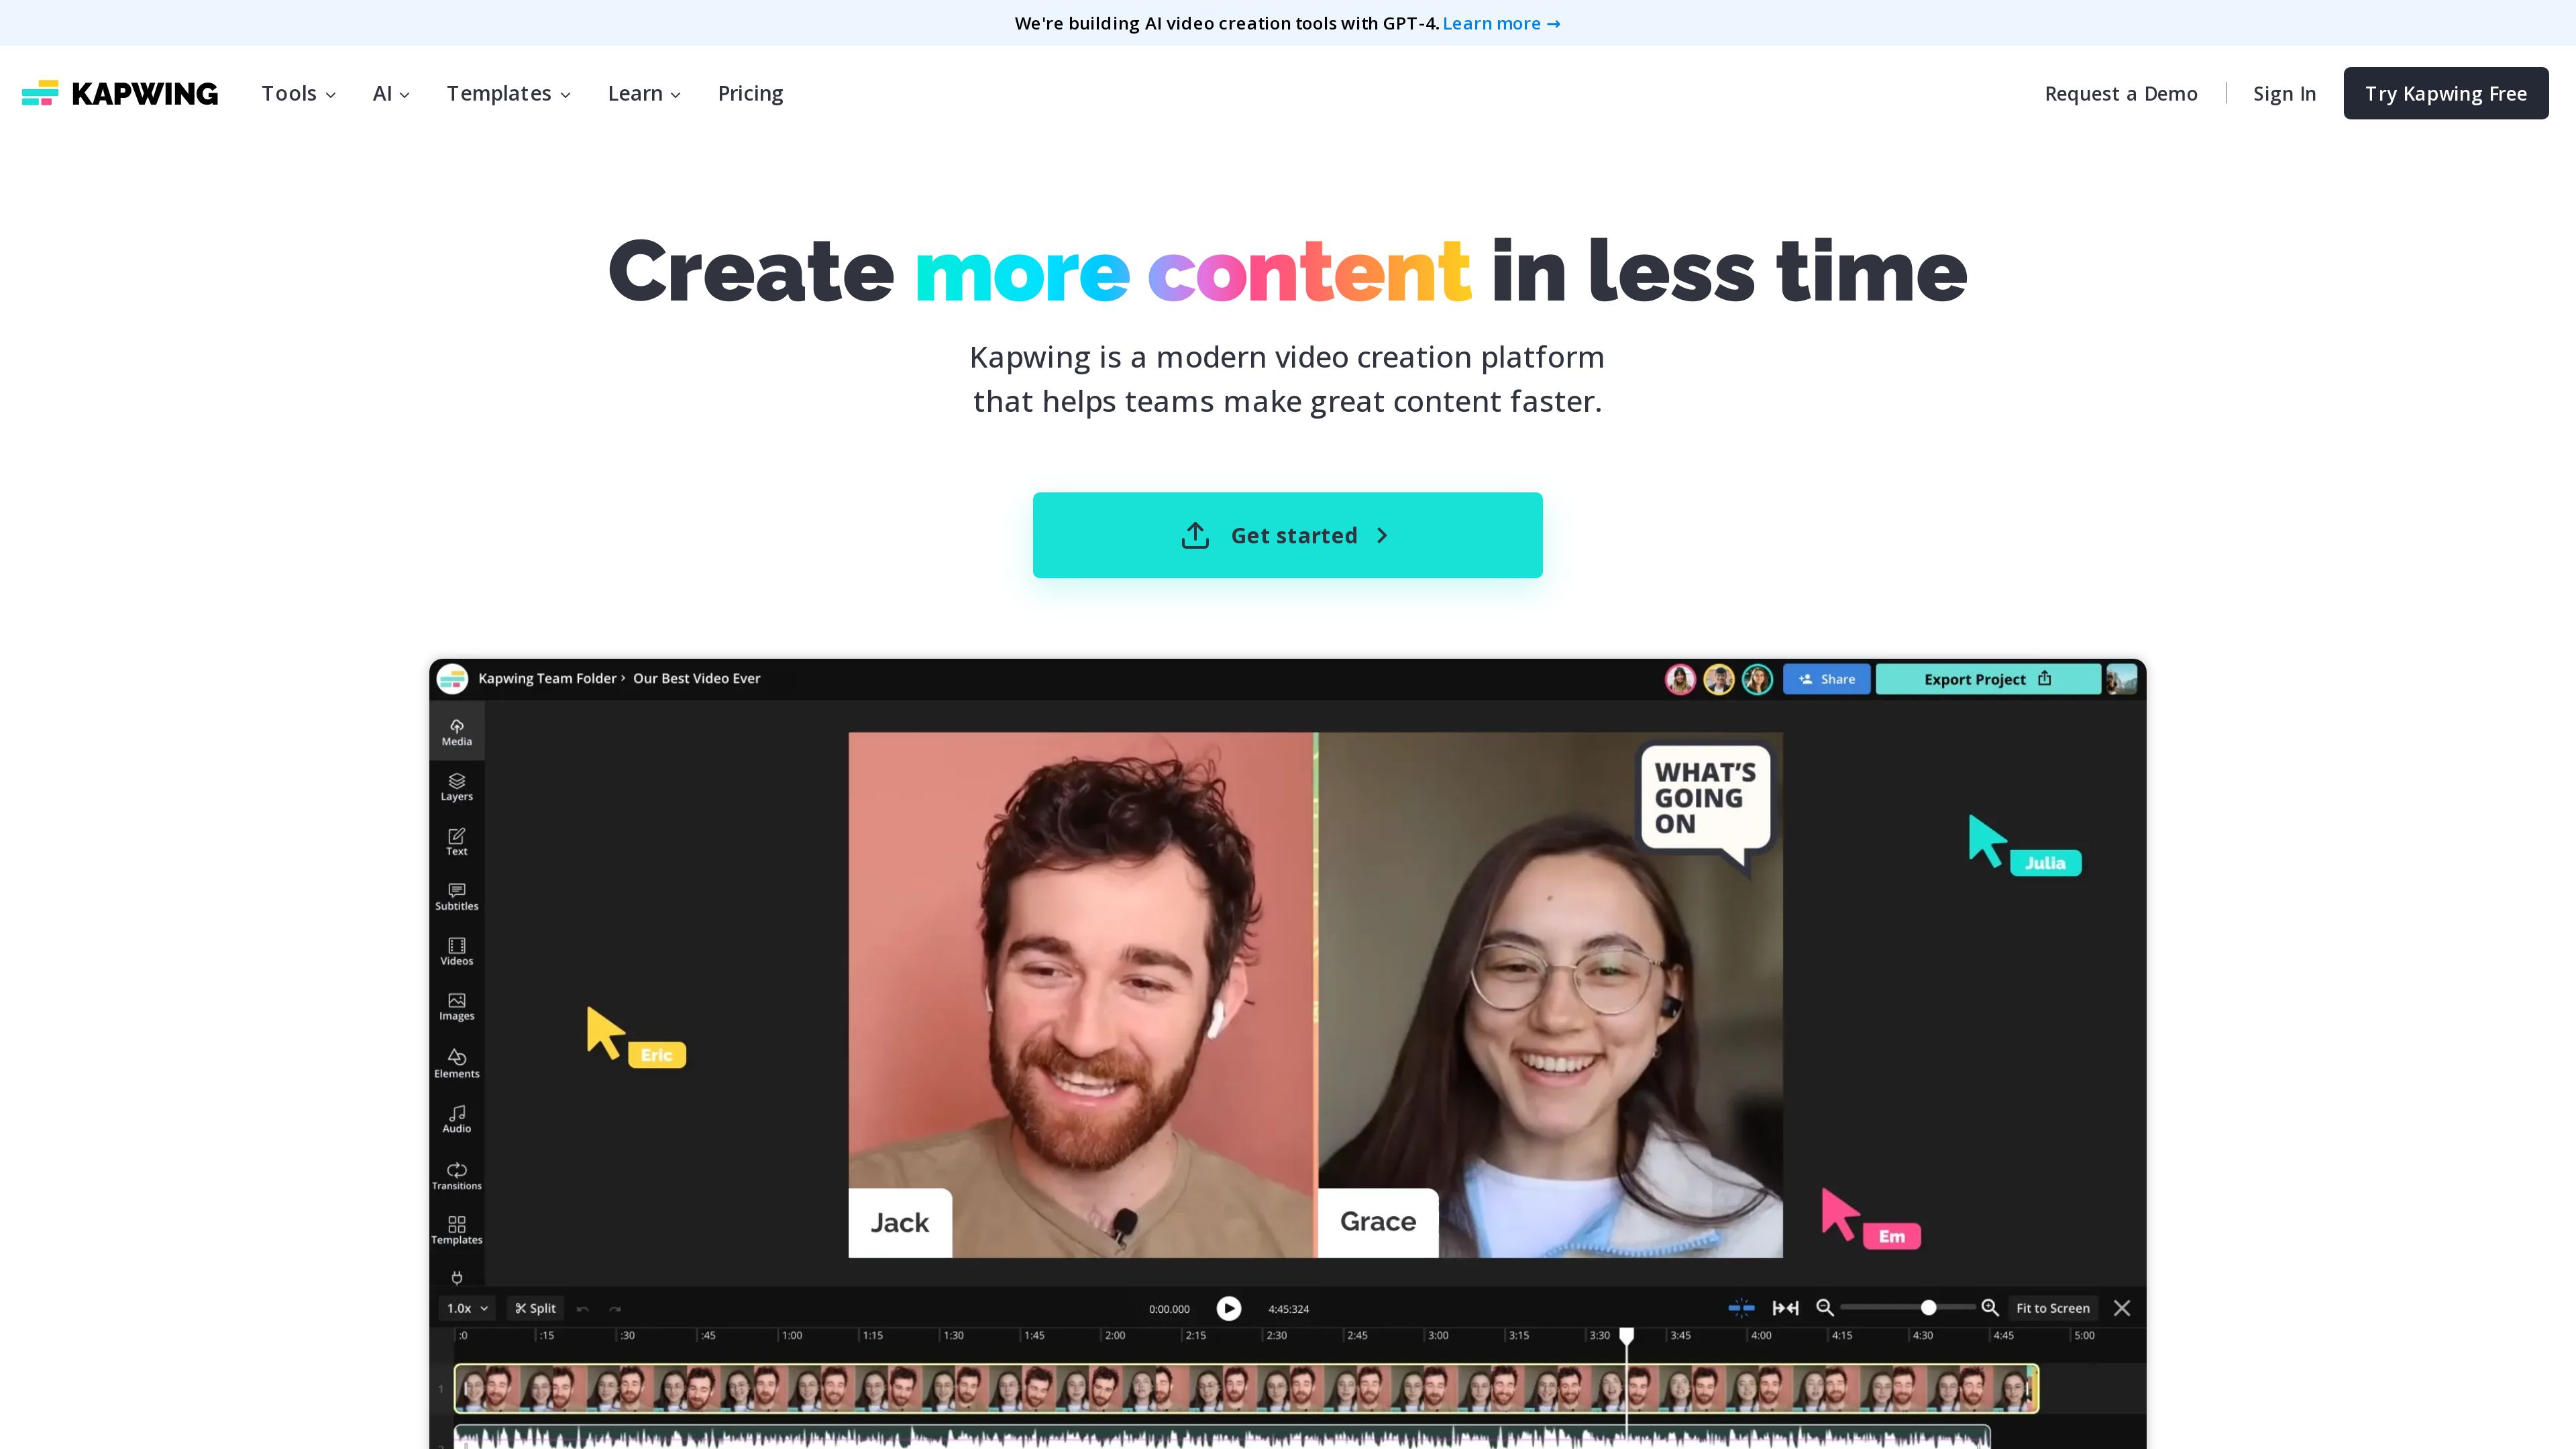 We're building AI video creation tools with GPT-4. Learn more →
KAPWING Tools AI Templates Learn Pricing Request a Demo Sign In Try Kapwing Free
Create more content in less time
Kapwing is a modern video creation platform
that helps teams make great content faster.
Get started
Kapwing Team Folder › Our Best Video Ever Share Export Project
Media
Layers
Text
Subtitles
Videos
Images
Elements
Audio
Transitions
Templates
WHAT'S
GOING
ON
Julia
Eric
Jack
Grace
Em
1.0x Split 0:00.000 4:45:324 Fit to Screen
:0 :15 :30 :45 1:00 1:15 1:30 1:45 2:00 2:15 2:30 2:45 3:00 3:15 3:30 3:45 4:00 4:15 4:30 4:45 5:00
1